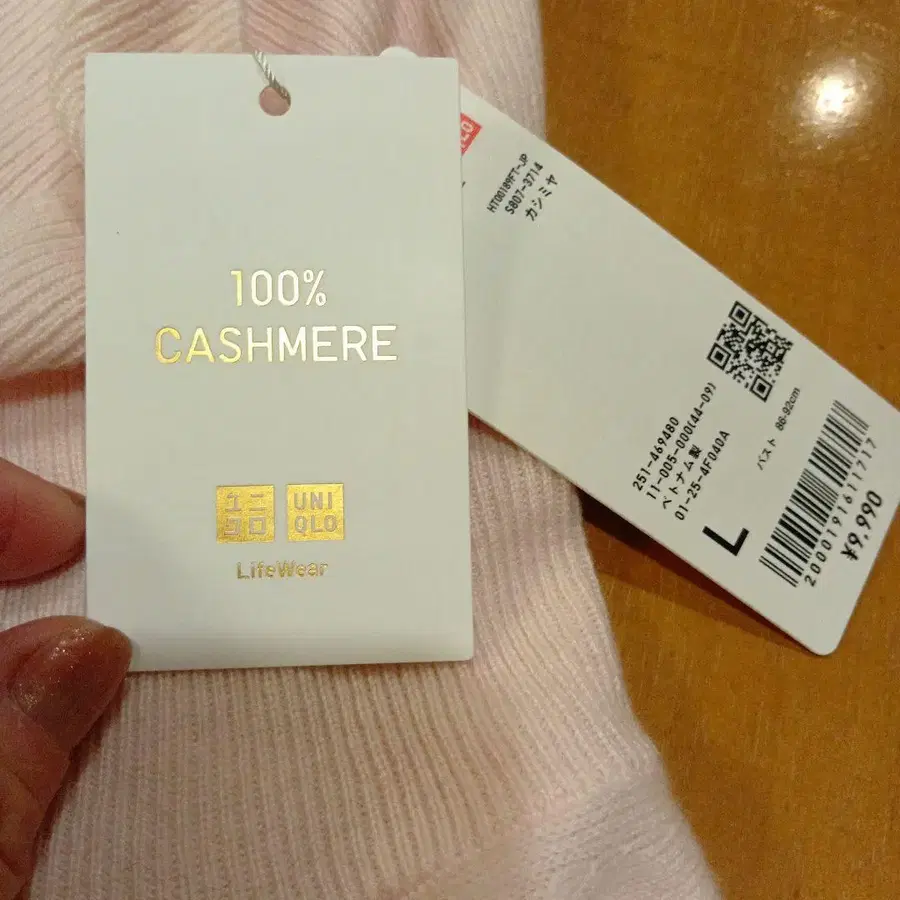 100%
CASHMERE
ユニ
クロ
UNI
QLO
LifeWear
HT00189FT-JP
S807-3714
カシミヤ
251-469480
11-005-000(44-09)
ベトナム製
01-25-4F040A
バスト 86-92cm
L
2000191611717
¥9,990